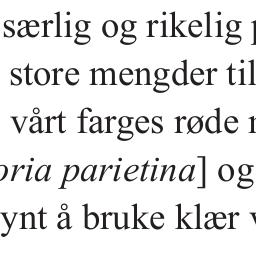 særlig og rikelig
store mengder til
vårt farges røde
oria parietina] og
ynt å bruke klær